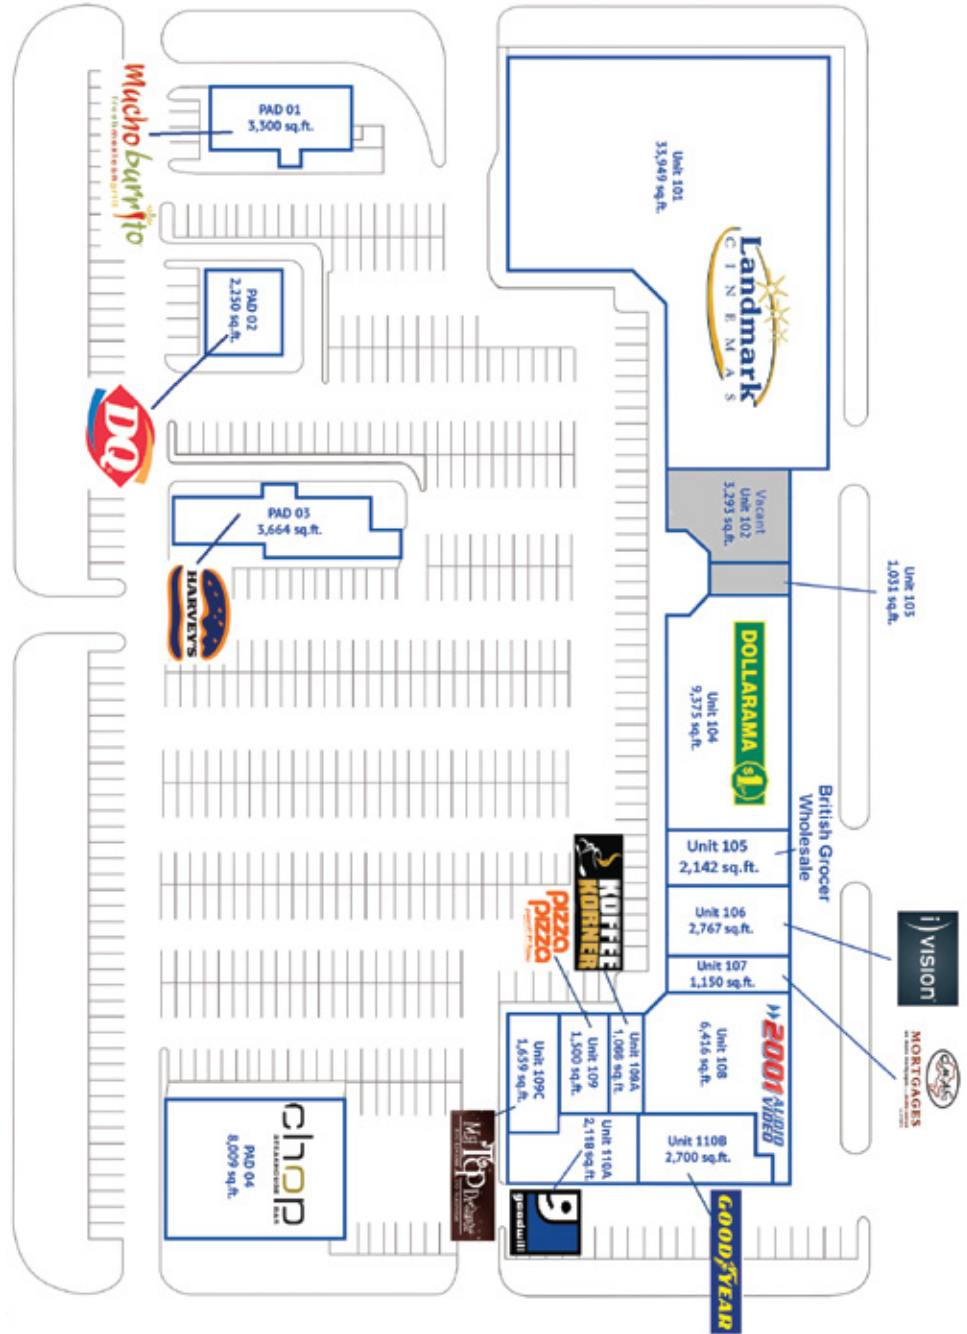 Mucho burrito
fresh mexican grill
PAD 01
3,300 sq.ft.
PAD 02
2,250 sq.ft.
DQ
PAD 03
3,664 sq.ft.
HARVEY'S
Unit 101
33,949 sq.ft.
Landmark
CINEMAS
Vacant
Unit 102
3,293 sq.ft.
Unit 103
1,031 sq.ft.
DOLLARAMA $1
Unit 104
9,375 sq.ft.
British Grocer
Wholesale
Unit 105
2,142 sq.ft.
Unit 106
2,767 sq.ft.
i vision
Unit 107
1,150 sq.ft.
MORTGAGES
KOFFEE
KORNER
pizza
pizza
2001 AUDIO
VIDEO
Unit 108
6,416 sq.ft.
Unit 109A
1,086 sq.ft.
Unit 109
1,500 sq.ft.
Unit 109C
1,659 sq.ft.
Unit 110A
2,118 sq.ft.
Unit 110B
2,700 sq.ft.
goodwill
GOODYEAR
chop
STEAKHOUSE BAR
PAD 04
8,009 sq.ft.